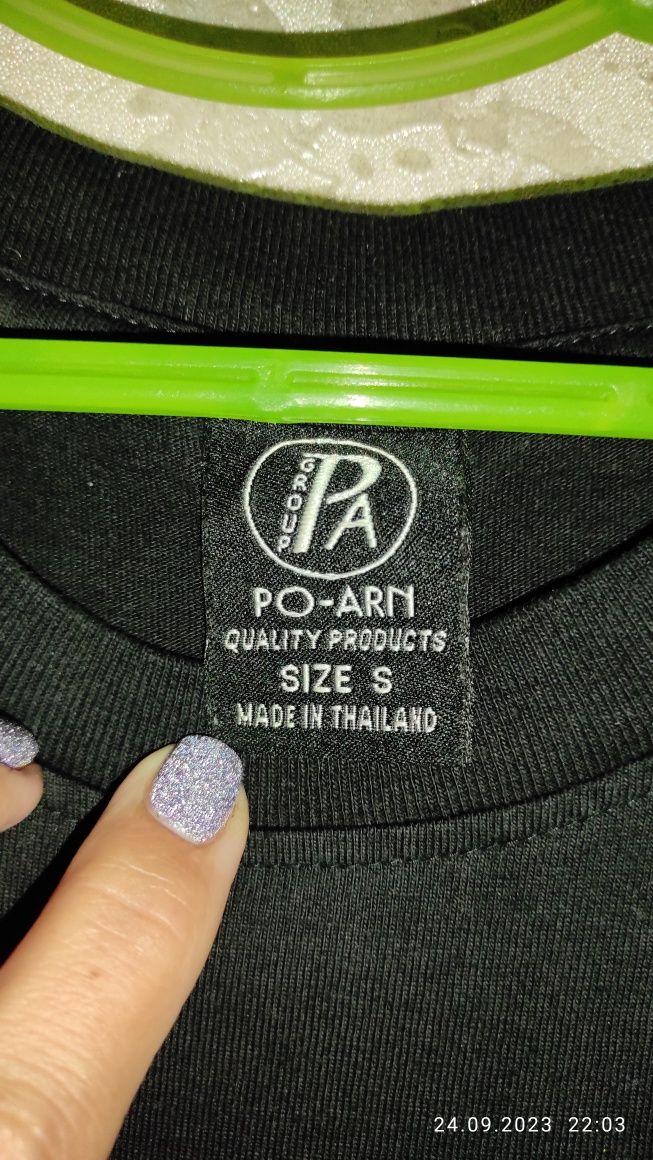 GROUP
PA
PO-ARN
QUALITY PRODUCTS
SIZE S
MADE IN THAILAND
24.09.2023 22:03